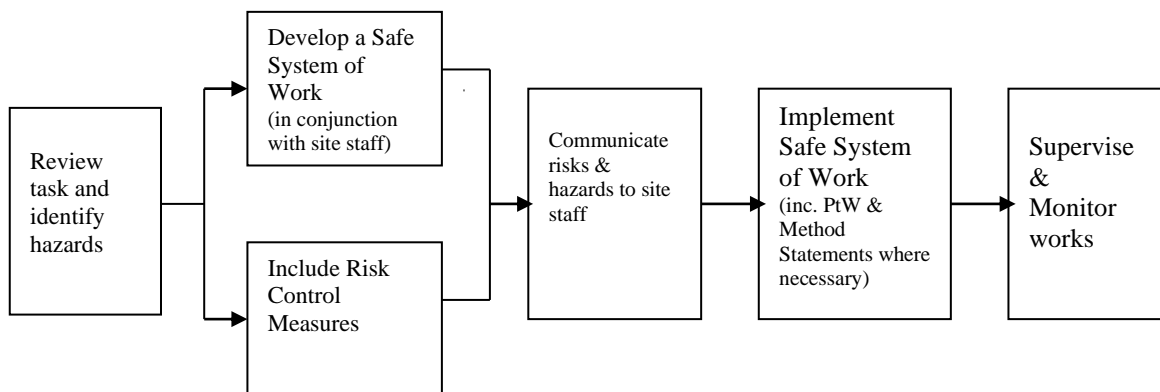 Review
task and
identify
hazards
Develop a Safe
System of
Work
(in conjunction
with site staff)
Include Risk
Control
Measures
Communicate
risks &
hazards to site
staff
Implement
Safe System
of Work
(inc. PtW &
Method
Statements where
necessary)
Supervise
&
Monitor
works